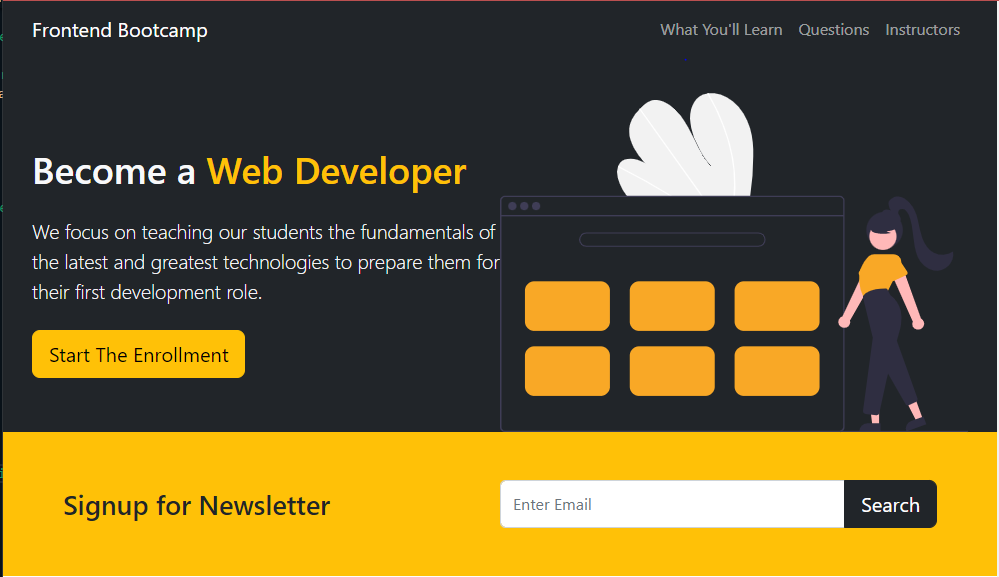 Frontend Bootcamp
What You'll Learn Questions Instructors
Become a Web Developer
We focus on teaching our students the fundamentals of
the latest and greatest technologies to prepare them for
their first development role.
Start The Enrollment
Signup for Newsletter
Enter Email
Search